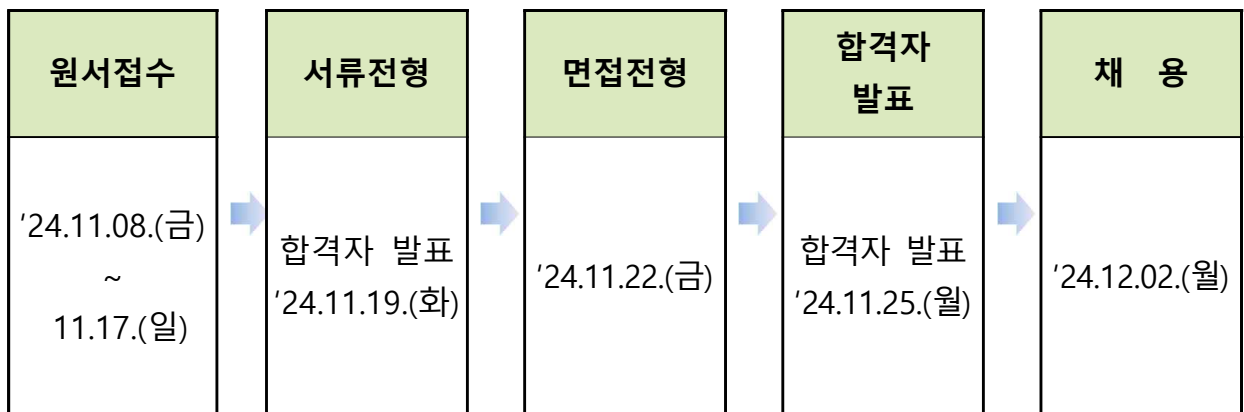 원서접수
'24.11.08.(금)
~
11.17.(일)
서류전형
합격자 발표
'24.11.19.(화)
면접전형
'24.11.22.(금)
합격자
발표
합격자 발표
'24.11.25.(월)
채 용
'24.12.02.(월)